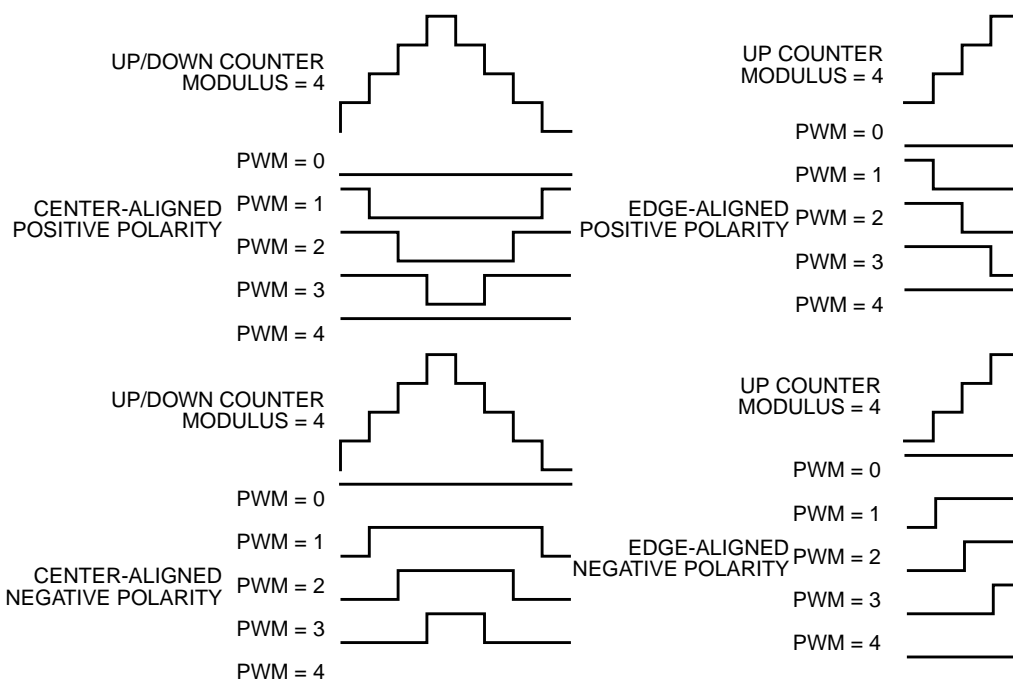 UP/DOWN COUNTER
MODULUS = 4
PWM = 0
CENTER-ALIGNED
POSITIVE POLARITY
PWM = 1
PWM = 2
PWM = 3
PWM = 4
UP COUNTER
MODULUS = 4
PWM = 0
EDGE-ALIGNED
POSITIVE POLARITY
PWM = 1
PWM = 2
PWM = 3
PWM = 4
UP/DOWN COUNTER
MODULUS = 4
PWM = 0
PWM = 1
CENTER-ALIGNED
NEGATIVE POLARITY
PWM = 2
PWM = 3
PWM = 4
UP COUNTER
MODULUS = 4
PWM = 0
PWM = 1
EDGE-ALIGNED
NEGATIVE POLARITY
PWM = 2
PWM = 3
PWM = 4